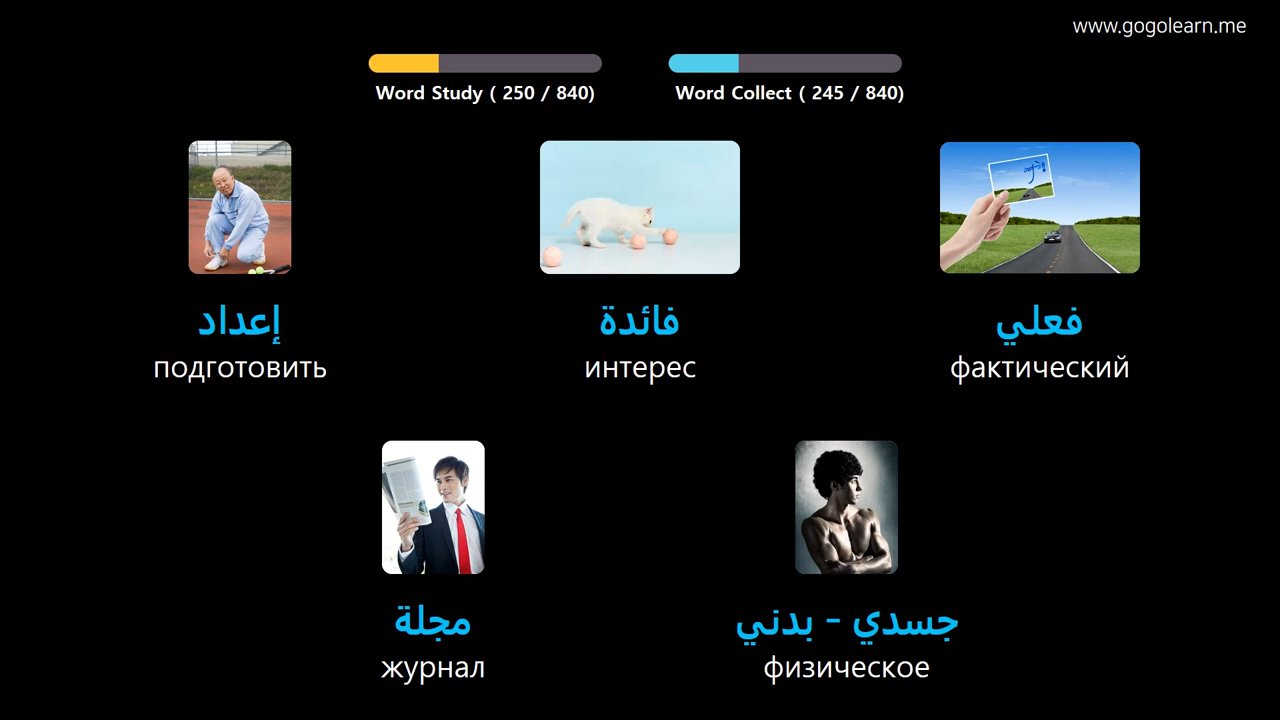 www.gogolearn.me
Word Study ( 250 / 840)
Word Collect ( 245 / 840)
إعداد
подготовить
فائدة
интерес
فعلي
фактический
مجلة
журнал
جسدي - بدني
физическое